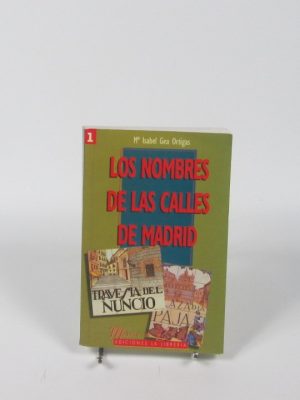 1
Mª Isabel Gea Ortigas
LOS NOMBRES
DE LAS CALLES
DE MADRID
TRAVESIA DEL
NUNCIO
PAJA
EDICIONES LA LIBRERIA